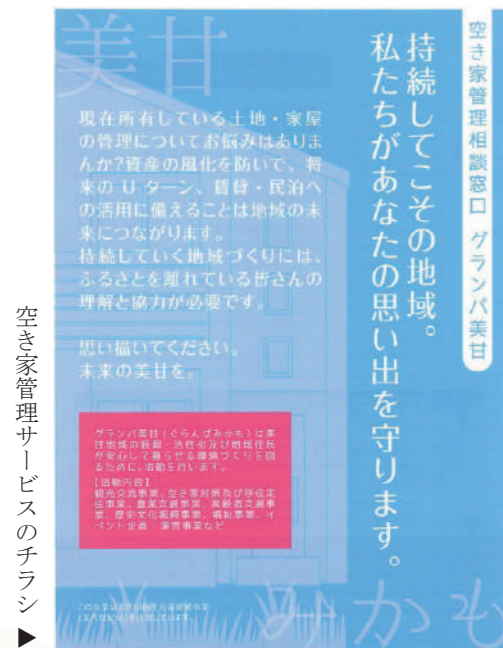 空き家管理相談窓口 グランパ美甘
持続してこその地域。
私たちがあなたの思い出を守ります。
美甘
現在所有している土地・家屋
の管理についてお悩みはありま
んか?資産の風化を防いで、将
来の U ターン、賃貸・民泊へ
の活用に備えることは地域の未
来につながります。
持続していく地域づくりには、
ふるさとを離れている皆さんの
理解と協力が必要です。
思い描いてください。
未来の美甘を。
グランパ美甘(ぐらんぱみかも)は美
甘地域の振興・活性化及び地域住民
が安心して暮らせる環境づくりを図
るために、活動を行います。
【活動内容】
観光交流事業、空き家対策及び移住定
住事業、農業支援事業、高齢者支援事
業、歴史文化振興事業、福祉事業、イ
ベント企画・運営事業など
みかも
空き家管理サービスのチラシ ▶